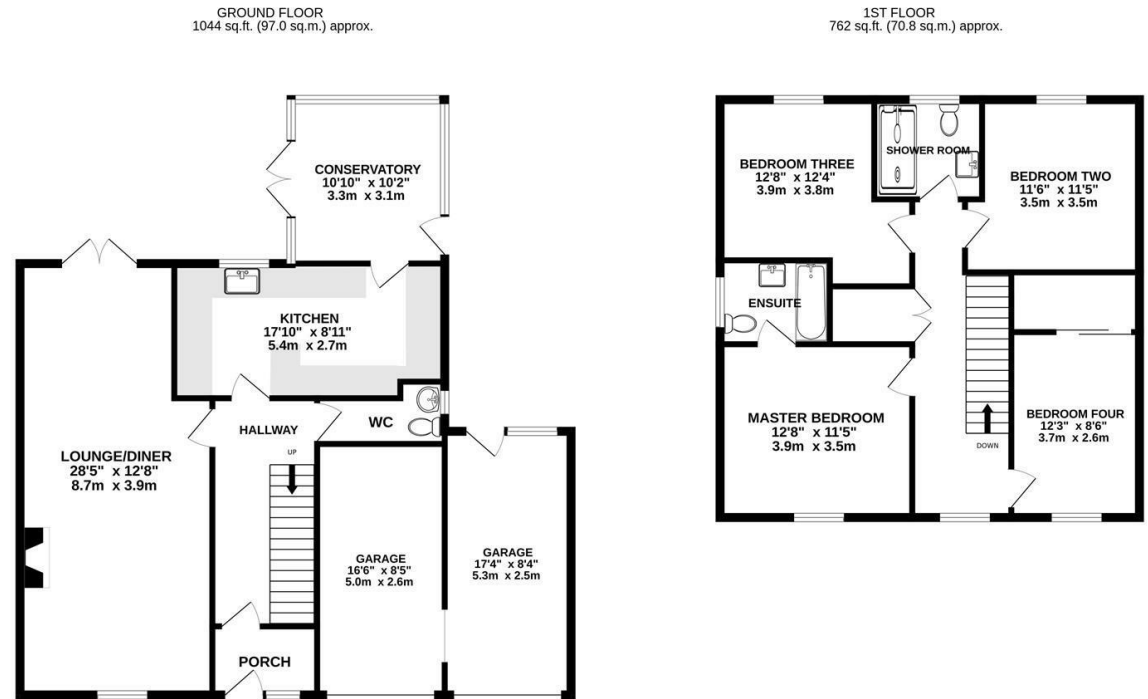 GROUND FLOOR
1044 sq.ft. (97.0 sq.m.) approx.
CONSERVATORY
10'10" x 10'2"
3.3m x 3.1m
KITCHEN
17'10" x 8'11"
5.4m x 2.7m
HALLWAY
WC
UP
LOUNGE/DINER
28'5" x 12'8"
8.7m x 3.9m
GARAGE
16'6" x 8'5"
5.0m x 2.6m
GARAGE
17'4" x 8'4"
5.3m x 2.5m
PORCH
1ST FLOOR
762 sq.ft. (70.8 sq.m.) approx.
BEDROOM THREE
12'8" x 12'4"
3.9m x 3.8m
SHOWER ROOM
BEDROOM TWO
11'6" x 11'5"
3.5m x 3.5m
ENSUITE
MASTER BEDROOM
12'8" x 11'5"
3.9m x 3.5m
DOWN
BEDROOM FOUR
12'3" x 8'6"
3.7m x 2.6m